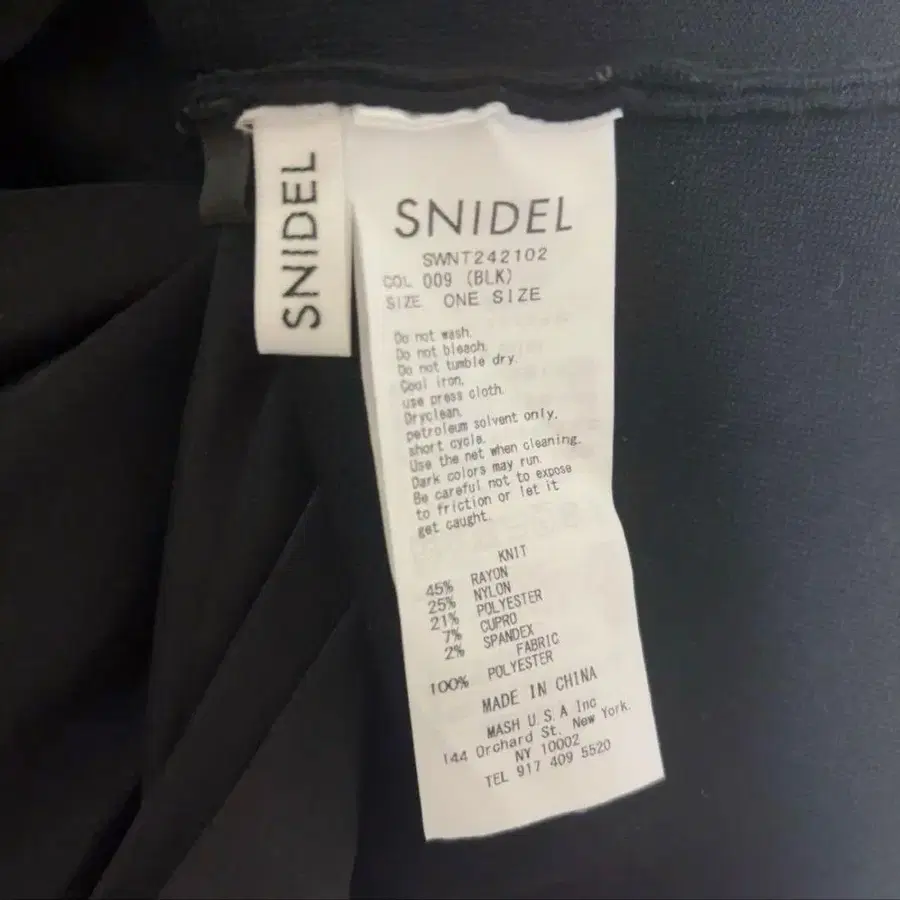 SNIDEL
SNIDEL
SWNT242102
COL 009 (BLK)
SIZE ONE SIZE
Do not wash.
Do not bleach.
Do not tumble dry.
Cool iron,
use press cloth.
Dryclean,
petroleum solvent only,
short cycle.
Use the net when cleaning.
Dark colors may run.
Be careful not to expose
to friction or let it
get caught.
KNIT
45% RAYON
25% NYLON
21% POLYESTER
7% CUPRO
2% SPANDEX
FABRIC
100% POLYESTER
MADE IN CHINA
MASH U.S.A Inc
144 Orchard St. New York.
NY 10002
TEL 917 409 5520